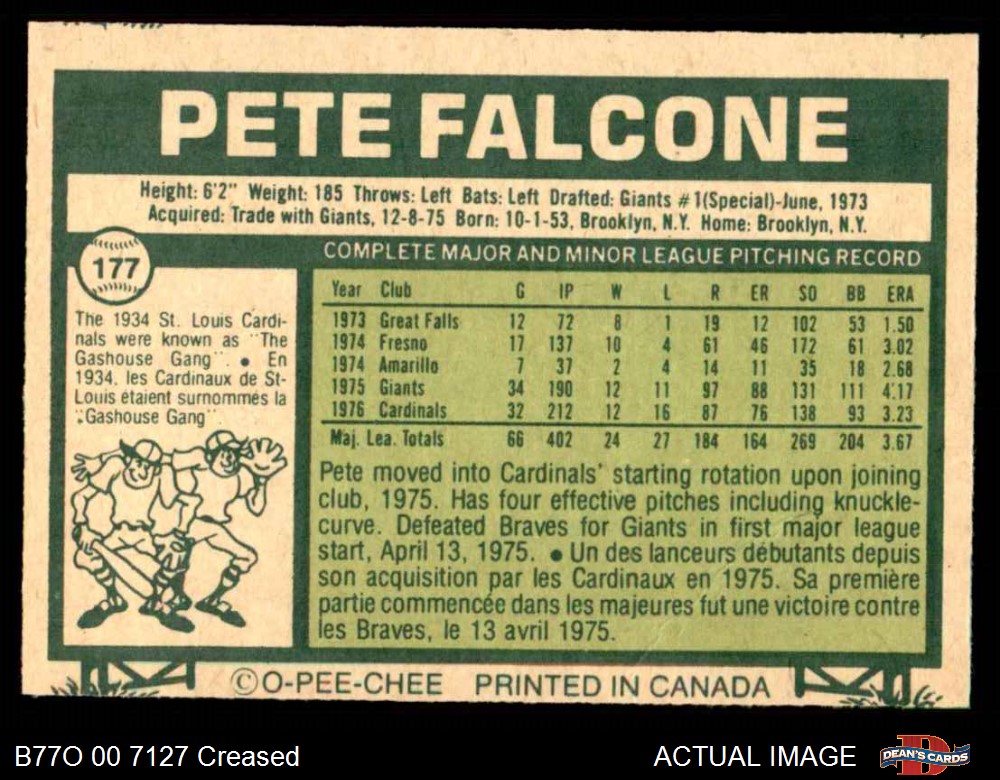 PETE FALCONE
Height: 6'2" Weight: 185 Throws: Left Bats: Left Drafted: Giants #1(Special)-June, 1973
Acquired: Trade with Giants, 12-8-75 Born: 10-1-53, Brooklyn, N.Y. Home: Brooklyn, N.Y.
177
The 1934 St. Louis Cardi-
nals were known as "The
Gashouse Gang". • En
1934, les Cardinaux de St-
Louis étaient surnommés la
"Gashouse Gang"
COMPLETE MAJOR AND MINOR LEAGUE PITCHING RECORD
Year Club G IP W L R ER SO BB ERA
1973 Great Falls 12 72 8 1 19 12 102 53 1.50
1974 Fresno 17 137 10 4 61 46 172 61 3.02
1974 Amarillo 7 37 2 4 14 11 35 18 2.68
1975 Giants 34 190 12 11 97 88 131 111 4.17
1976 Cardinals 32 212 12 16 87 76 138 93 3.23
Maj. Lea. Totals 66 402 24 27 184 164 269 204 3.67
Pete moved into Cardinals' starting rotation upon joining
club, 1975. Has four effective pitches including knuckle-
curve. Defeated Braves for Giants in first major league
start, April 13, 1975. • Un des lanceurs débutants depuis
son acquisition par les Cardinaux en 1975. Sa première
partie commencée dans les majeures fut une victoire contre
les Braves, le 13 avril 1975.
©O-PEE-CHEE PRINTED IN CANADA
B77O 00 7127 Creased
ACTUAL IMAGE
DEAN'S CARDS